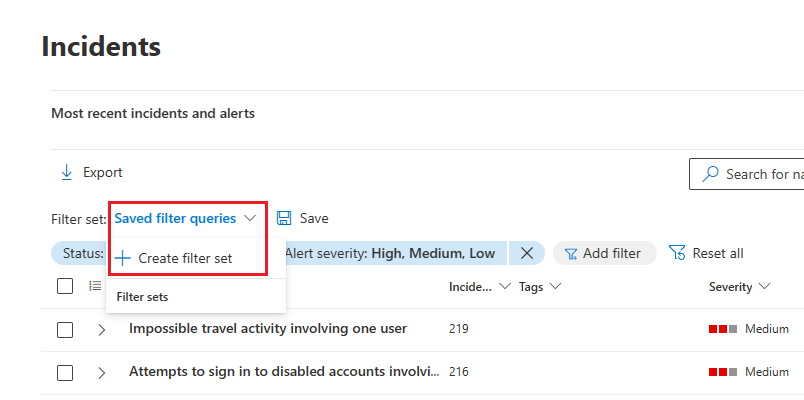 Incidents
Most recent incidents and alerts
Export
Search for na
Filter set: Saved filter queries Save
Status: Alert severity: High, Medium, Low Add filter Reset all
Create filter set
Incide... Tags Severity
Filter sets
Impossible travel activity involving one user 219 Medium
Attempts to sign in to disabled accounts involvi... 216 Medium